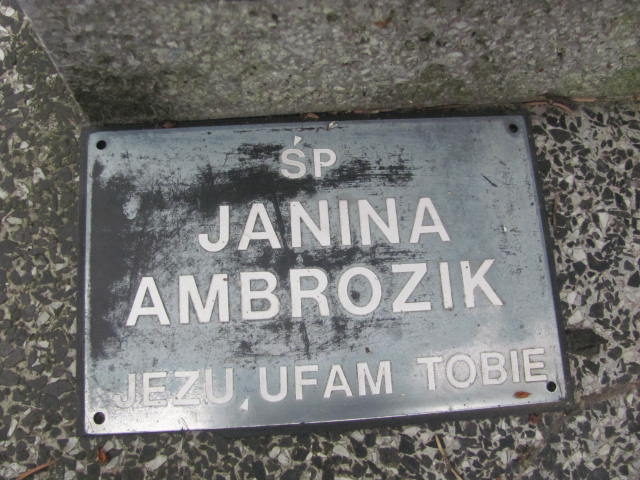 ŚP
JANINA
AMBROZIK
JEZU, UFAM TOBIE